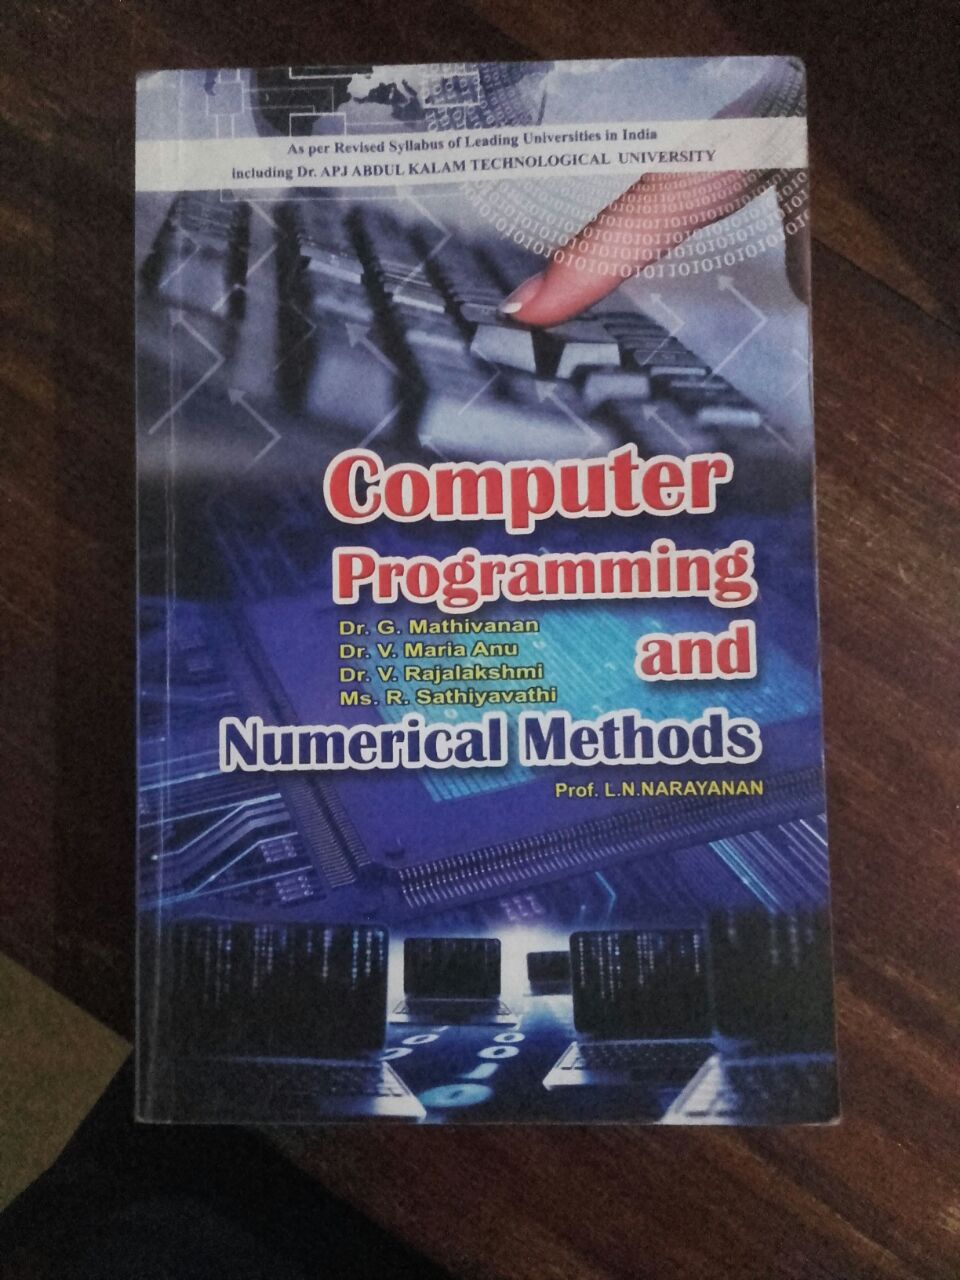 As per Revised Syllabus of Leading Universities in India
including Dr. APJ ABDUL KALAM TECHNOLOGICAL UNIVERSITY
Computer
Programming
and
Dr. G. Mathivanan
Dr. V. Maria Anu
Dr. V. Rajalakshmi
Ms. R. Sathiyavathi
Numerical Methods
Prof. L.N.NARAYANAN